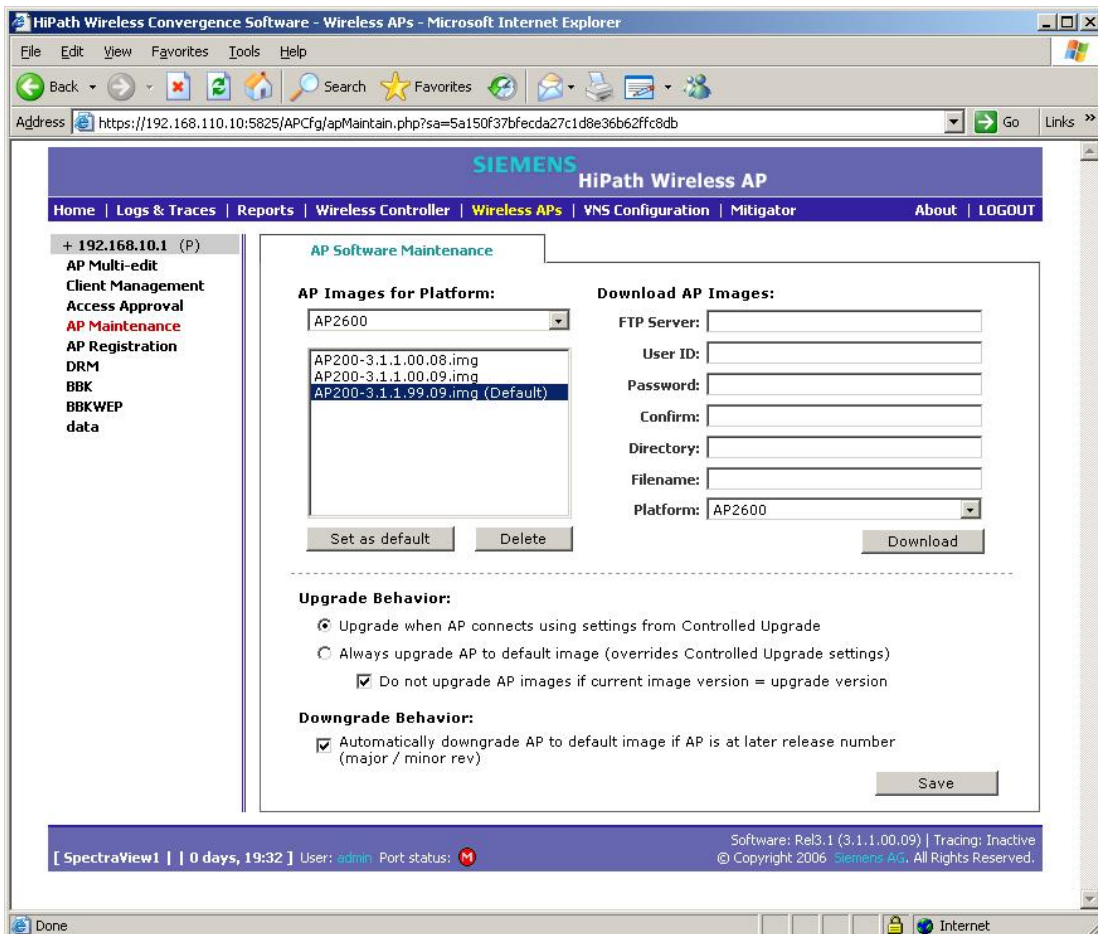 HiPath Wireless Convergence Software - Wireless APs - Microsoft Internet Explorer
File Edit View Favorites Tools Help
Back Search Favorites
Address https://192.168.110.10:5825/APCfg/apMaintain.php?sa=5a150f37bfecda27c1d8e36b62ffc8db Go Links »
SIEMENS
HiPath Wireless AP
Home | Logs & Traces | Reports | Wireless Controller | Wireless APs | VNS Configuration | Mitigator About | LOGOUT
+ 192.168.10.1 (P)
AP Multi-edit
Client Management
Access Approval
AP Maintenance
AP Registration
DRM
BBK
BBKWEP
data
AP Software Maintenance
AP Images for Platform:
AP2600
AP200-3.1.1.00.08.img
AP200-3.1.1.00.09.img
AP200-3.1.1.99.09.img (Default)
Set as default Delete
Download AP Images:
FTP Server:
User ID:
Password:
Confirm:
Directory:
Filename:
Platform: AP2600
Download
Upgrade Behavior:
Upgrade when AP connects using settings from Controlled Upgrade
Always upgrade AP to default image (overrides Controlled Upgrade settings)
Do not upgrade AP images if current image version = upgrade version
Downgrade Behavior:
Automatically downgrade AP to default image if AP is at later release number
(major / minor rev)
Save
[ SpectraView1 | | 0 days, 19:32 ] User: admin Port status: M
Software: Rel3.1 (3.1.1.00.09) | Tracing: Inactive
© Copyright 2006 Siemens AG. All Rights Reserved.
Done Internet